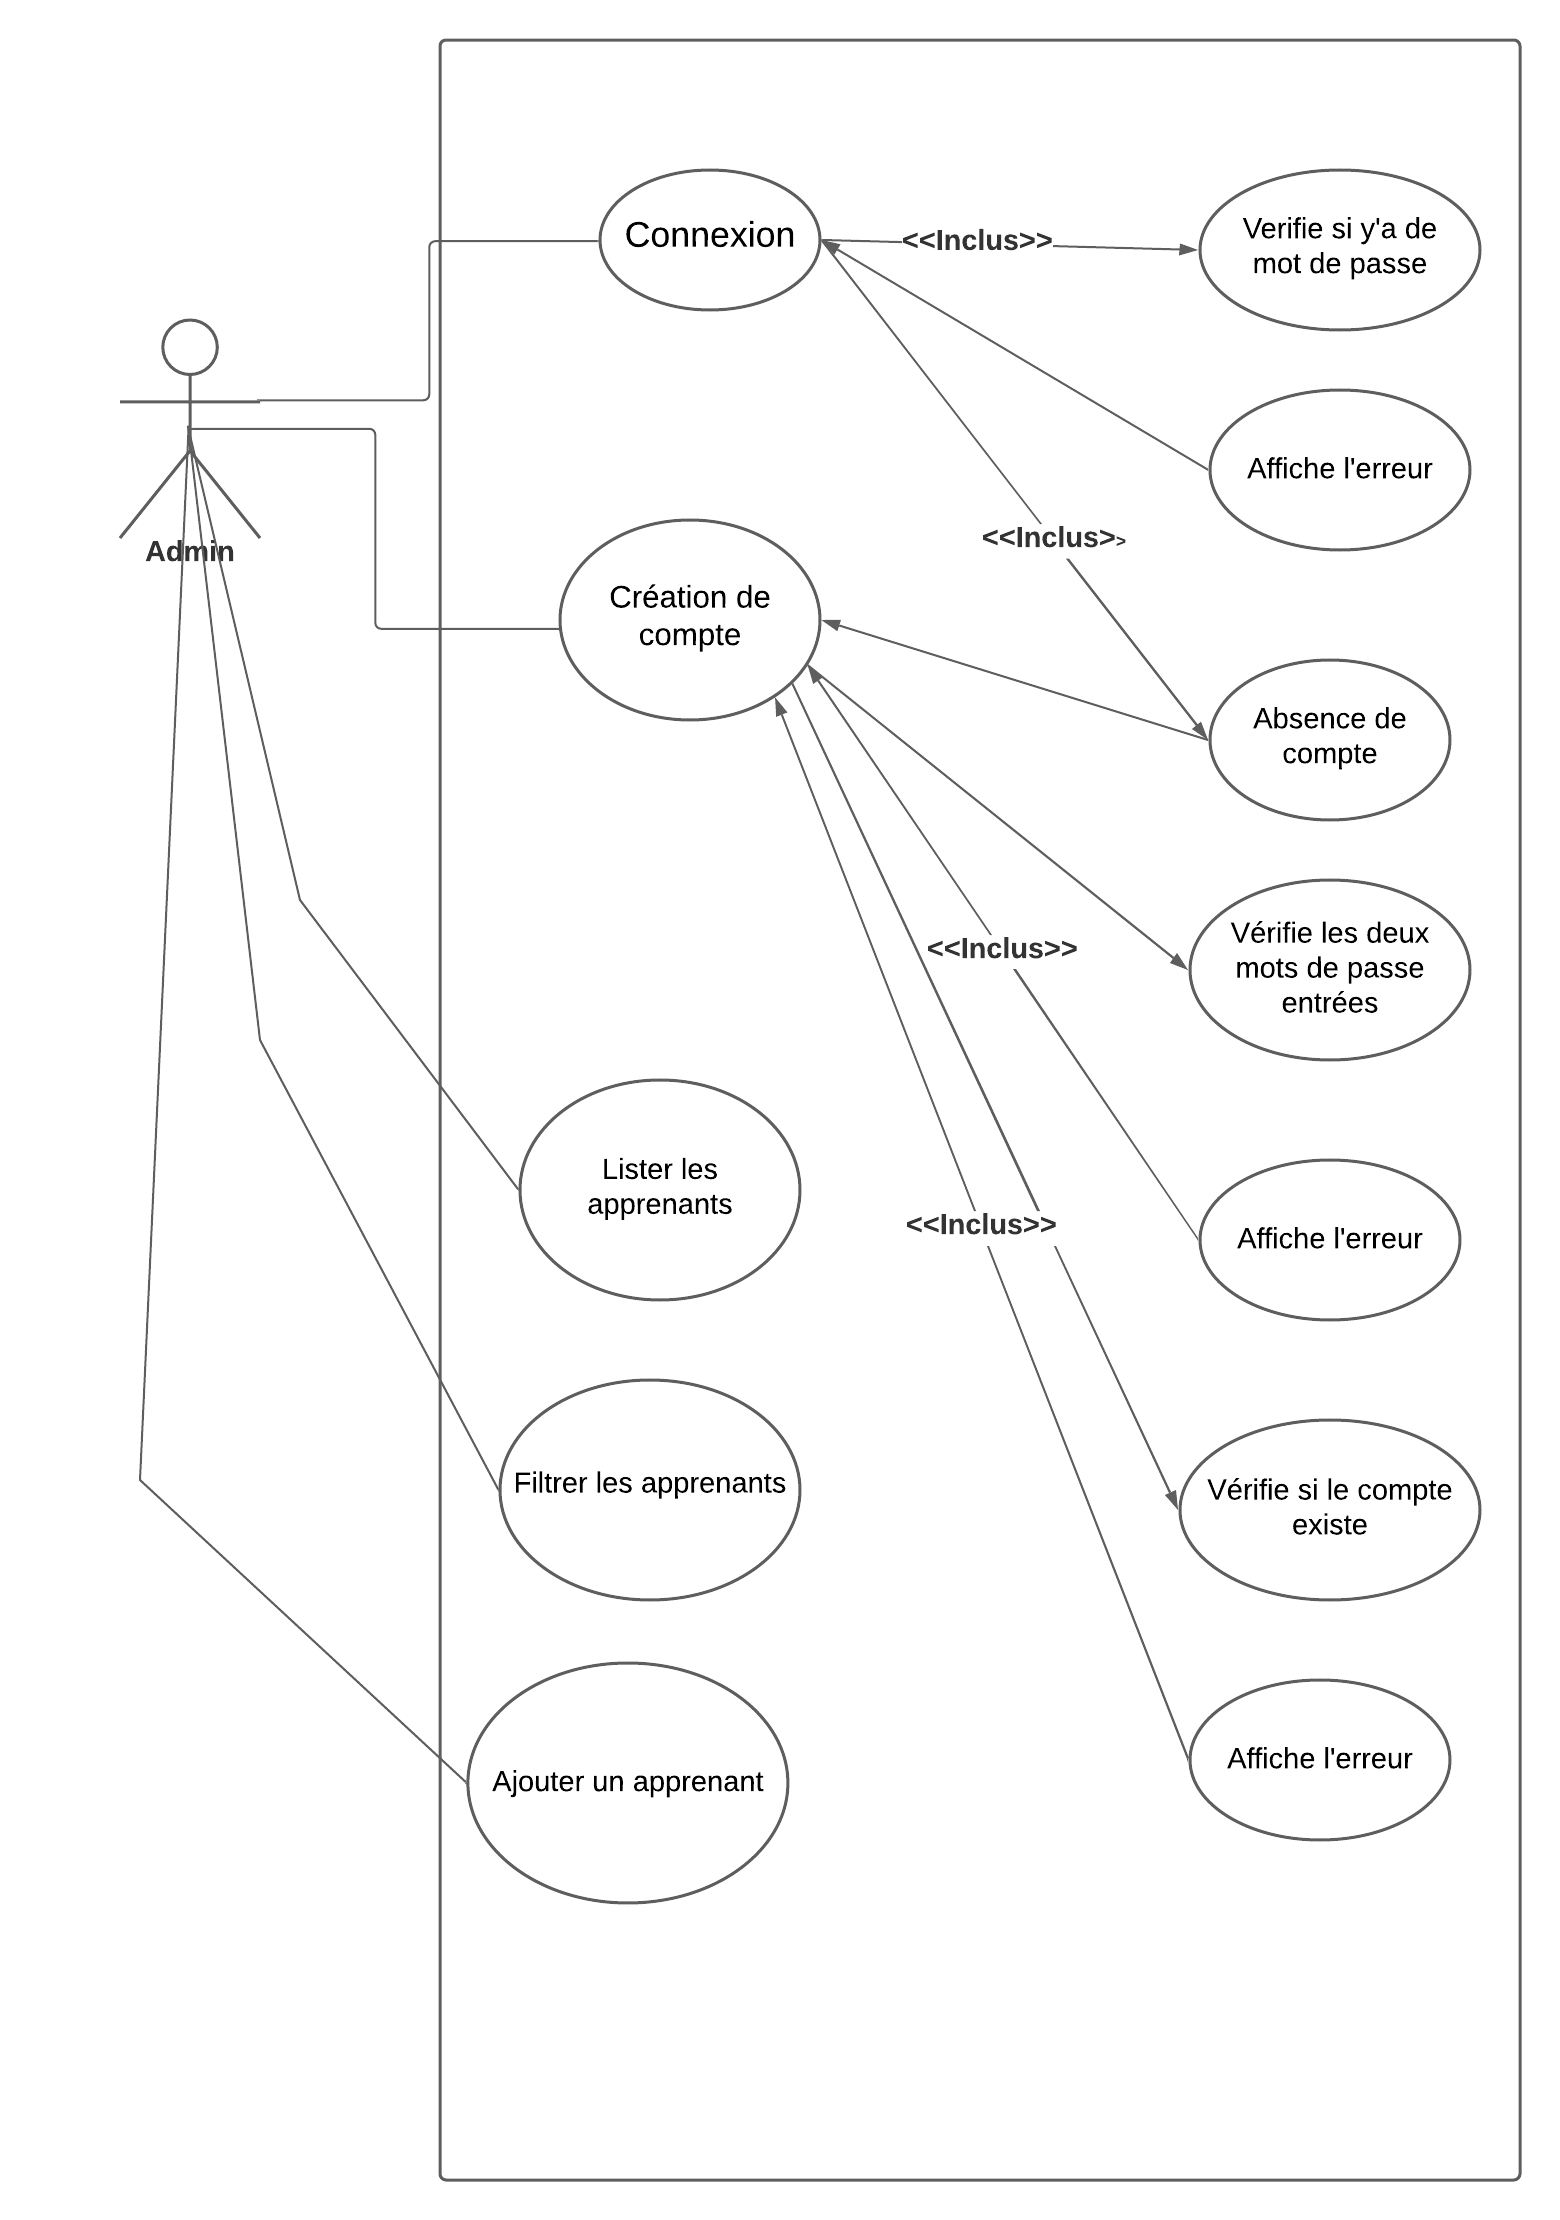 Connexion
<<Inclus>>
Verifie si y'a de
mot de passe
Affiche l'erreur
<<Inclus>>
Admin
Création de
compte
Absence de
compte
Vérifie les deux
mots de passe
entrées
<<Inclus>>
Lister les
apprenants
<<Inclus>>
Affiche l'erreur
Filtrer les apprenants
Vérifie si le compte
existe
Ajouter un apprenant
Affiche l'erreur